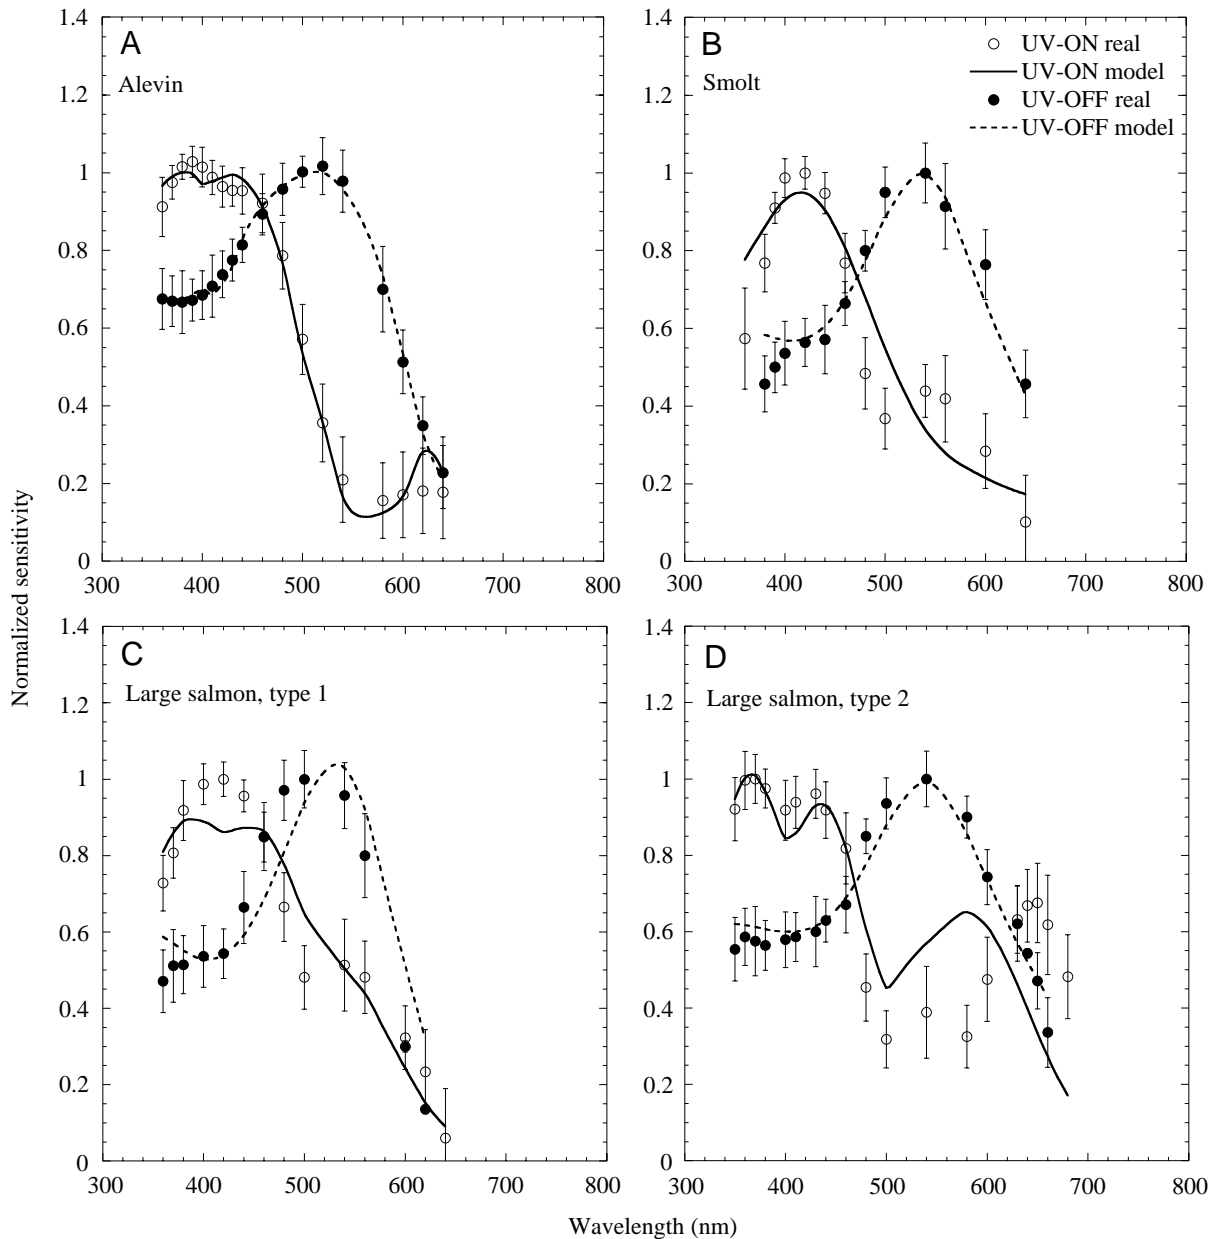 A
Alevin
1.4
1.2
1
0.8
0.6
0.4
0.2
0
300 400 500 600 700 800
B
Smolt
UV-ON real
UV-ON model
UV-OFF real
UV-OFF model
1.4
1.2
1
0.8
0.6
0.4
0.2
0
300 400 500 600 700 800
Normalized sensitivity
C
Large salmon, type 1
1.4
1.2
1
0.8
0.6
0.4
0.2
0
300 400 500 600 700 800
D
Large salmon, type 2
1.4
1.2
1
0.8
0.6
0.4
0.2
0
300 400 500 600 700 800
Wavelength (nm)